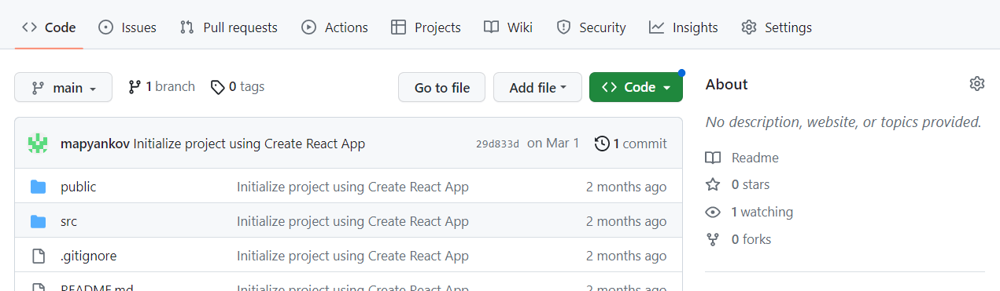 Code Issues Pull requests Actions Projects Wiki Security Insights Settings
main 1 branch 0 tags Go to file Add file Code
mapyankov Initialize project using Create React App 29d833d on Mar 1 1 commit
public Initialize project using Create React App 2 months ago
src Initialize project using Create React App 2 months ago
.gitignore Initialize project using Create React App 2 months ago
README.md Initialize project using Create React App 2 months ago
About
No description, website, or topics provided.
Readme
0 stars
1 watching
0 forks